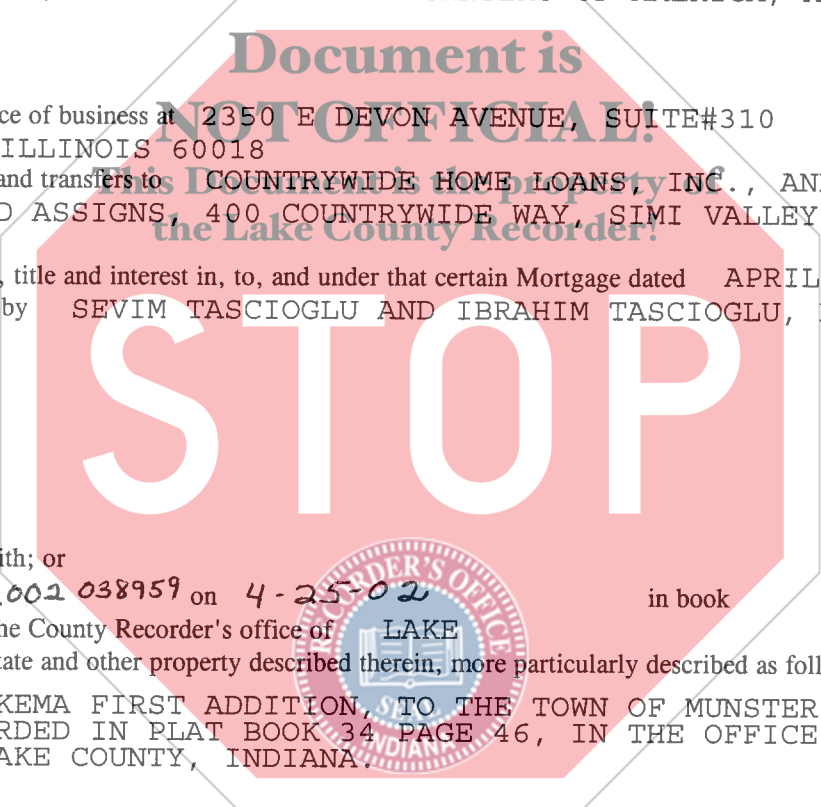 OF AMERICA,
Document is
ce of business at 2350 E DEVON AVENUE, SUITE#310
NOT OFFICIAL!
ILLINOIS 60018
and transfers to COUNTRYWIDE HOME LOANS, INC., AN
This Document is the property of
D ASSIGNS, 400 COUNTRYWIDE WAY, SIMI VALLEY
the Lake County Recorder!
, title and interest in, to, and under that certain Mortgage dated APRIL
by SEVIM TASCIOGLU AND IBRAHIM TASCIOGLU,
STOP
ith; or
2002 038959 on 4-25-02 in book
he County Recorder's office of LAKE
RECORDER'S OFFICE
tate and other property described therein, more particularly described as foll
KEMA FIRST ADDITION, TO THE TOWN OF MUNSTER
SEAL
RDED IN PLAT BOOK 34 PAGE 46, IN THE OFFICE
INDIANA
AKE COUNTY, INDIANA.